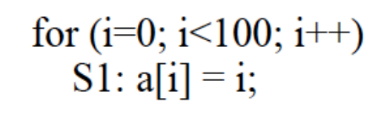 for (i=0; i<100; i++)
S1: a[i] = i;